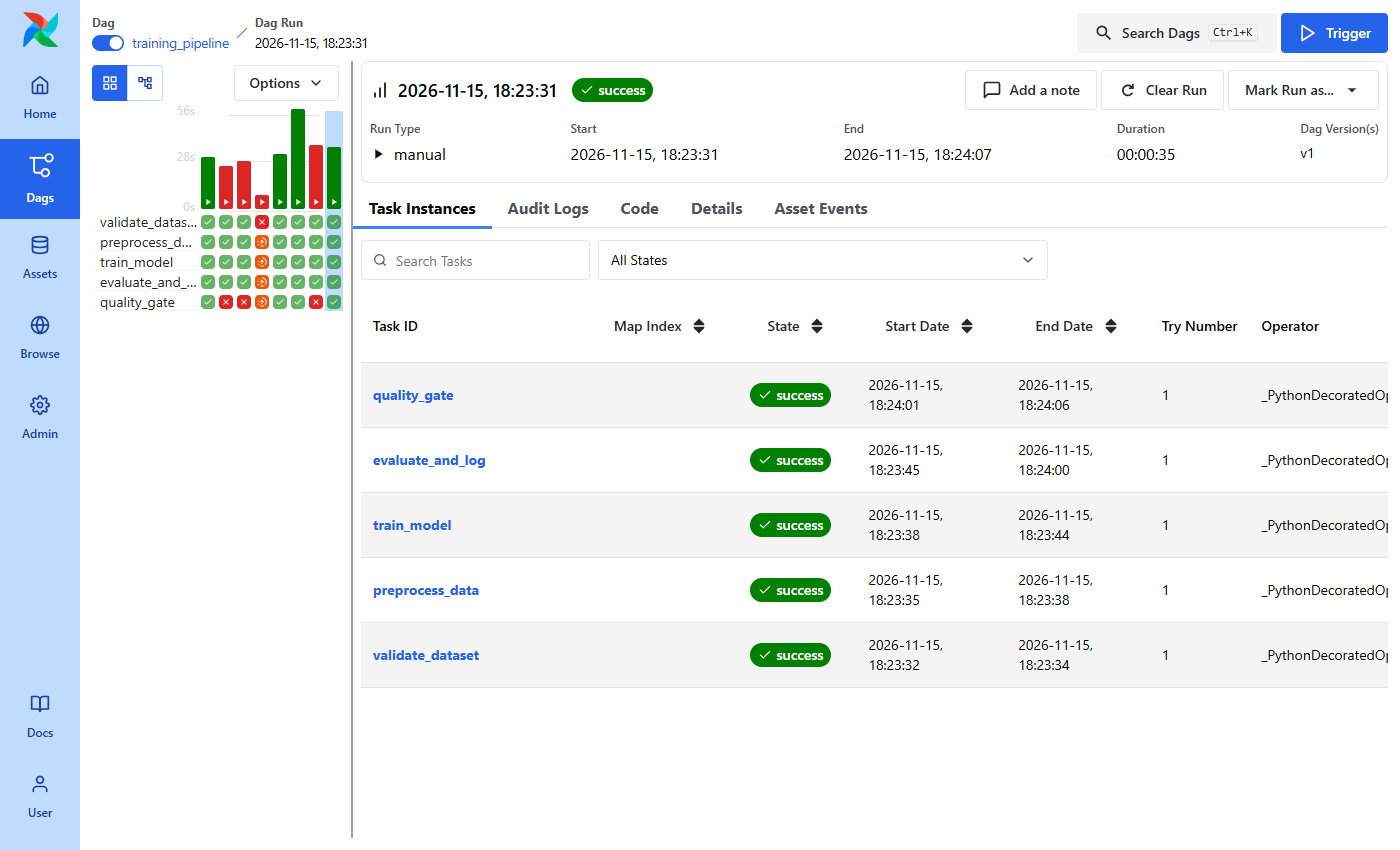 Dag
training_pipeline
Dag Run
2026-11-15, 18:23:31
Search Dags Ctrl+K
Trigger
Home
Dags
Assets
Browse
Admin
Docs
User
Options
56s
28s
0s
validate_datas...
preprocess_d...
train_model
evaluate_and_...
quality_gate
2026-11-15, 18:23:31 success
Add a note
Clear Run
Mark Run as...
Run Type Start End Duration Dag Version(s)
manual 2026-11-15, 18:23:31 2026-11-15, 18:24:07 00:00:35 v1
Task Instances Audit Logs Code Details Asset Events
Search Tasks
All States
Task ID Map Index State Start Date End Date Try Number Operator
quality_gate success 2026-11-15, 18:24:01 2026-11-15, 18:24:06 1 _PythonDecoratedOp
evaluate_and_log success 2026-11-15, 18:23:45 2026-11-15, 18:24:00 1 _PythonDecoratedOp
train_model success 2026-11-15, 18:23:38 2026-11-15, 18:23:44 1 _PythonDecoratedOp
preprocess_data success 2026-11-15, 18:23:35 2026-11-15, 18:23:38 1 _PythonDecoratedOp
validate_dataset success 2026-11-15, 18:23:32 2026-11-15, 18:23:34 1 _PythonDecoratedOp